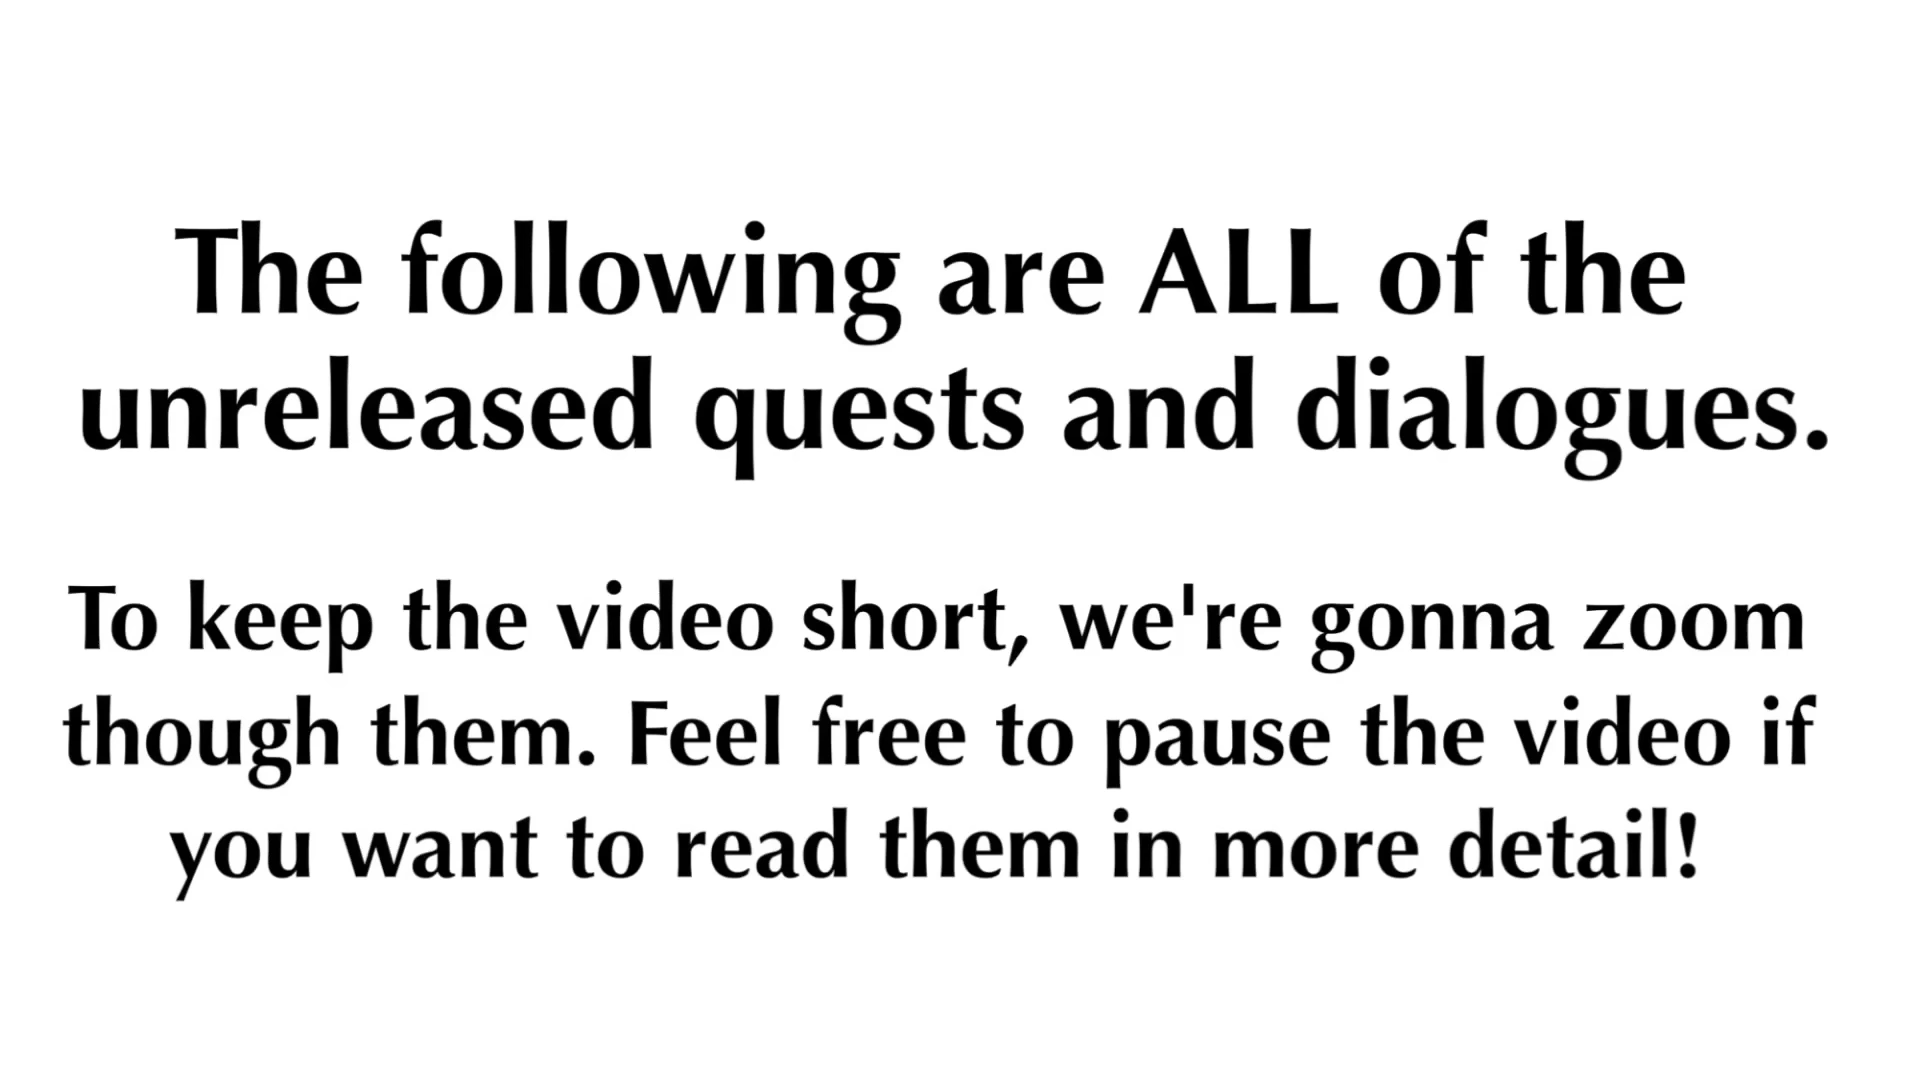 The following are ALL of the
unreleased quests and dialogues.
To keep the video short, we're gonna zoom
though them. Feel free to pause the video if
you want to read them in more detail!